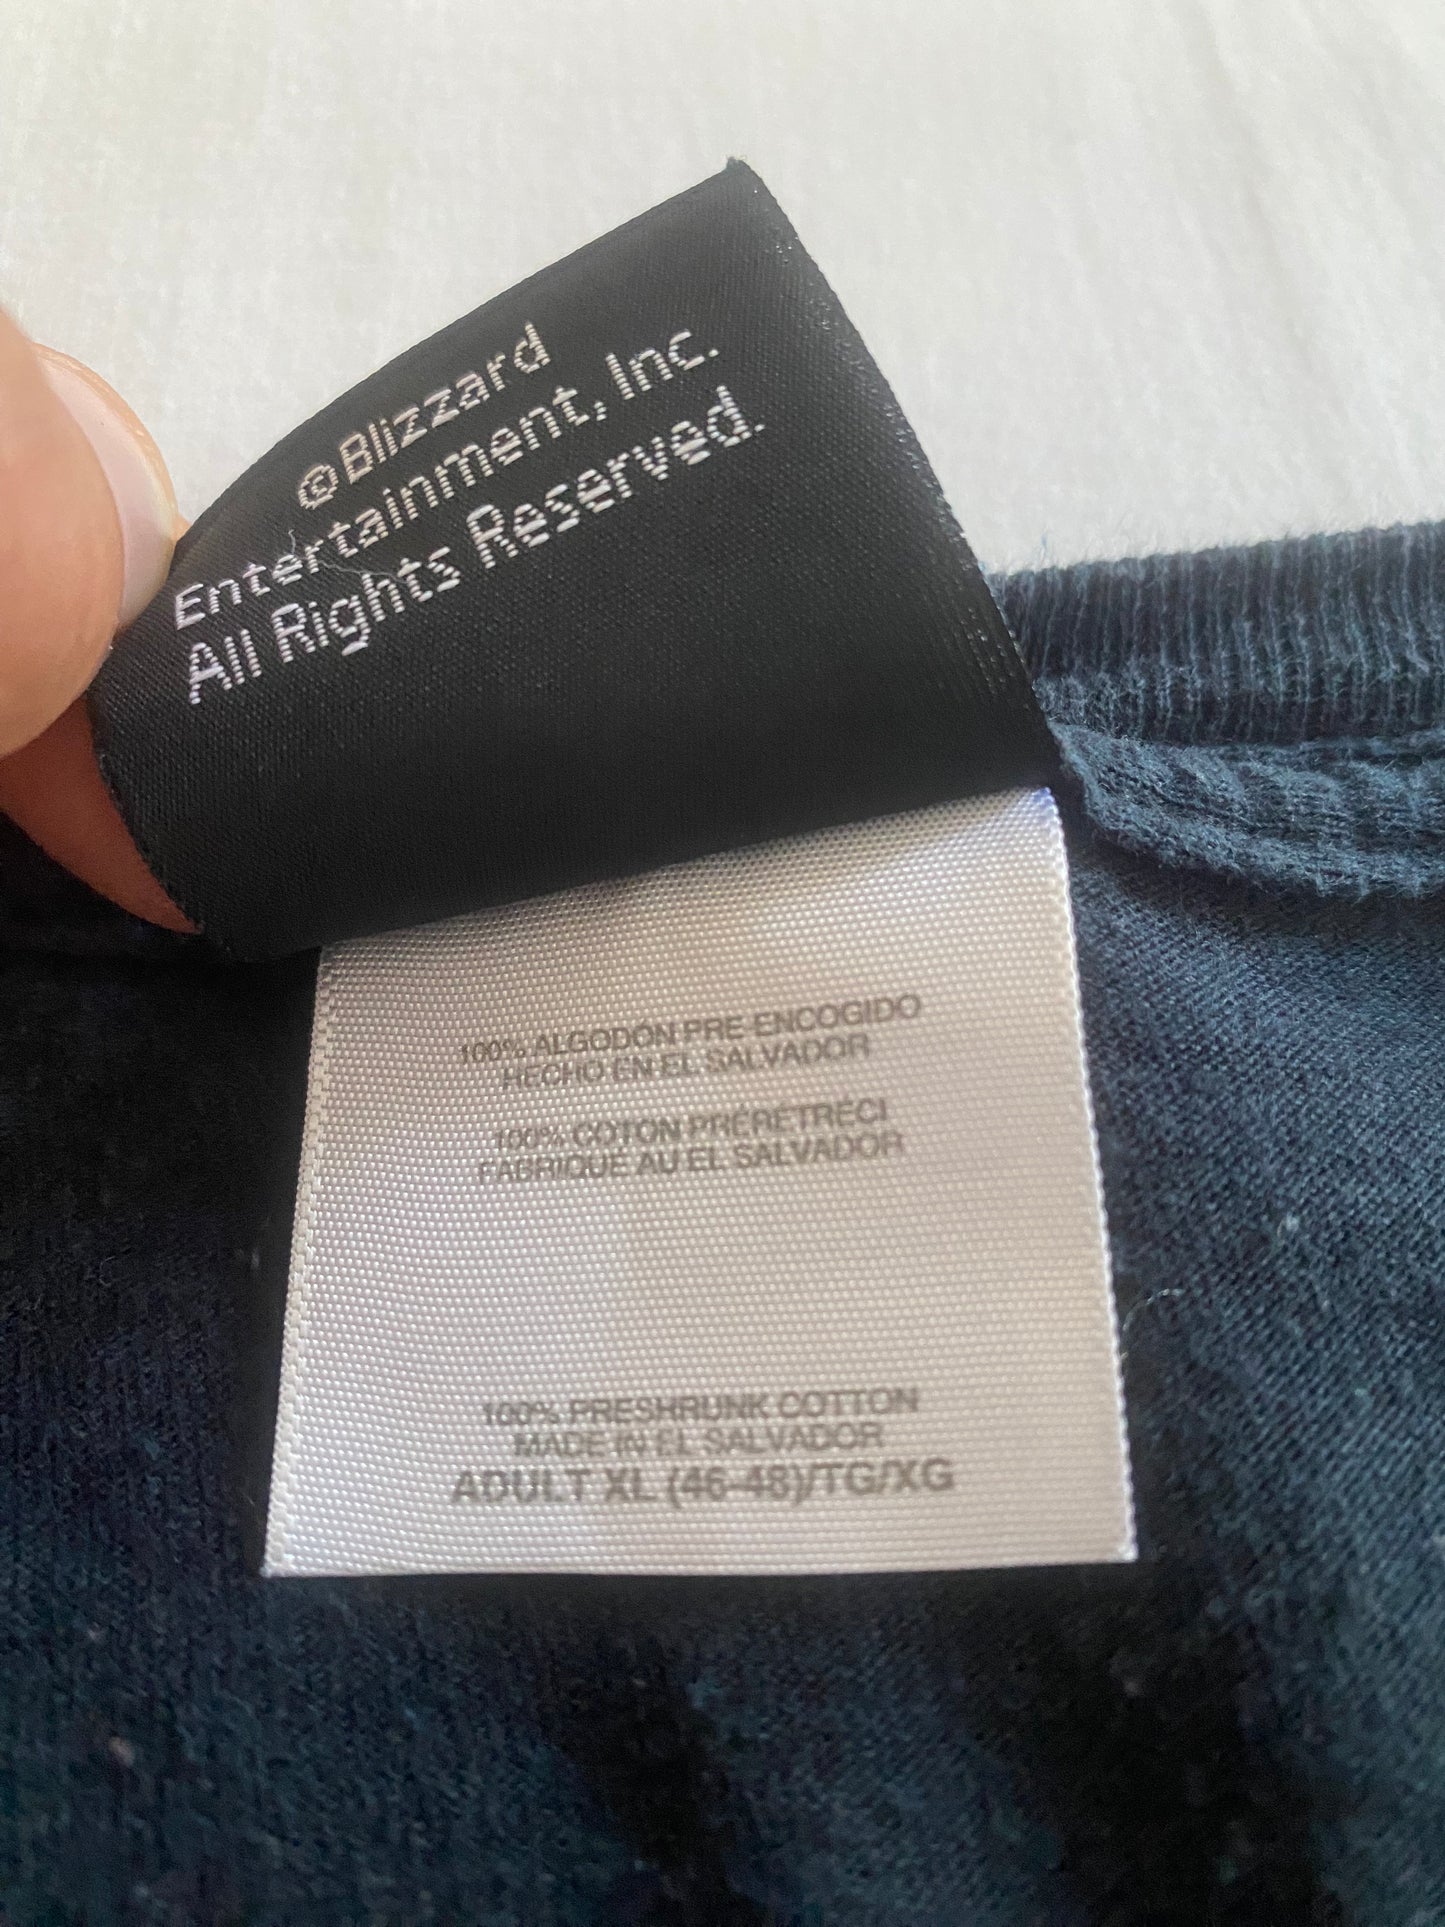 ©Blizzard
Entertainment, Inc.
All Rights Reserved.
100% ALGODÓN PRE ENCOGIDO
HECHO EN EL SALVADOR
100% COTON PRÉRÉTRÉCI
FABRIQUÉ AU EL SALVADOR
100% PRESHRUNK COTTON
MADE IN EL SALVADOR
ADULT XL (46-48)/TG/XG